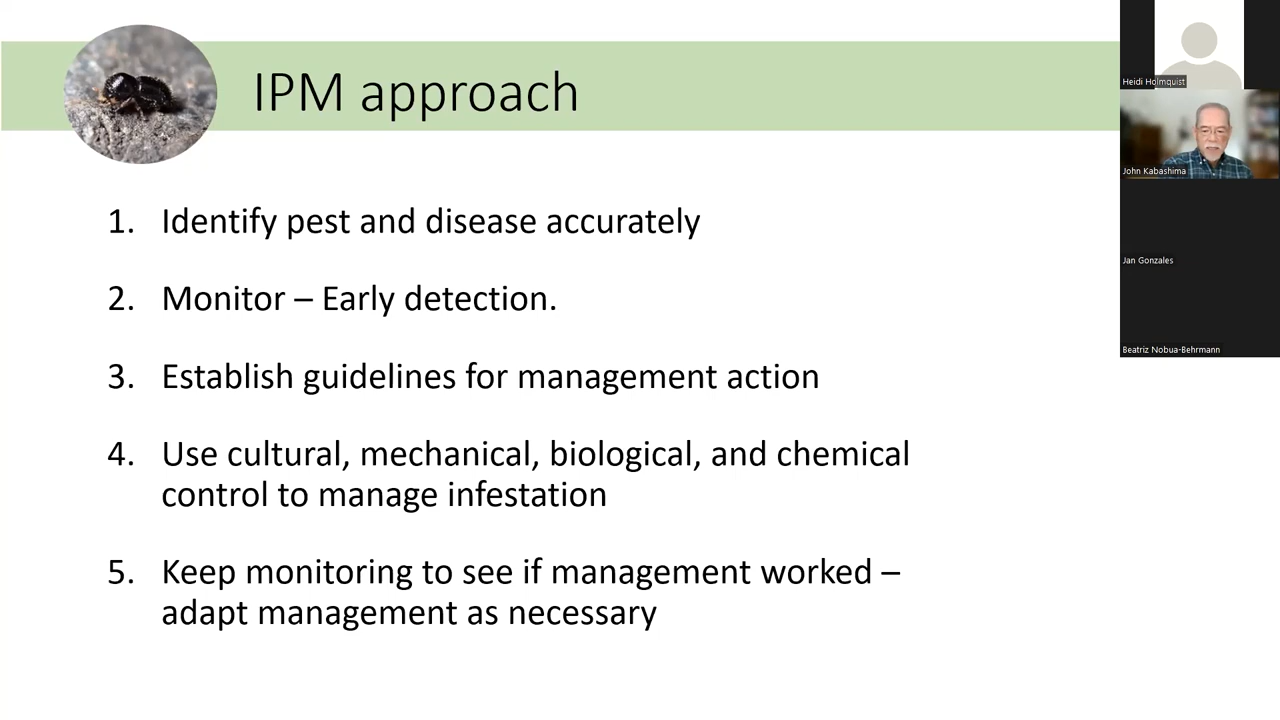 IPM approach
1. Identify pest and disease accurately
2. Monitor – Early detection.
3. Establish guidelines for management action
4. Use cultural, mechanical, biological, and chemical
control to manage infestation
5. Keep monitoring to see if management worked –
adapt management as necessary
Heidi Holmquist
John Kabashima
Jan Gonzales
Beatriz Nobua-Behrmann